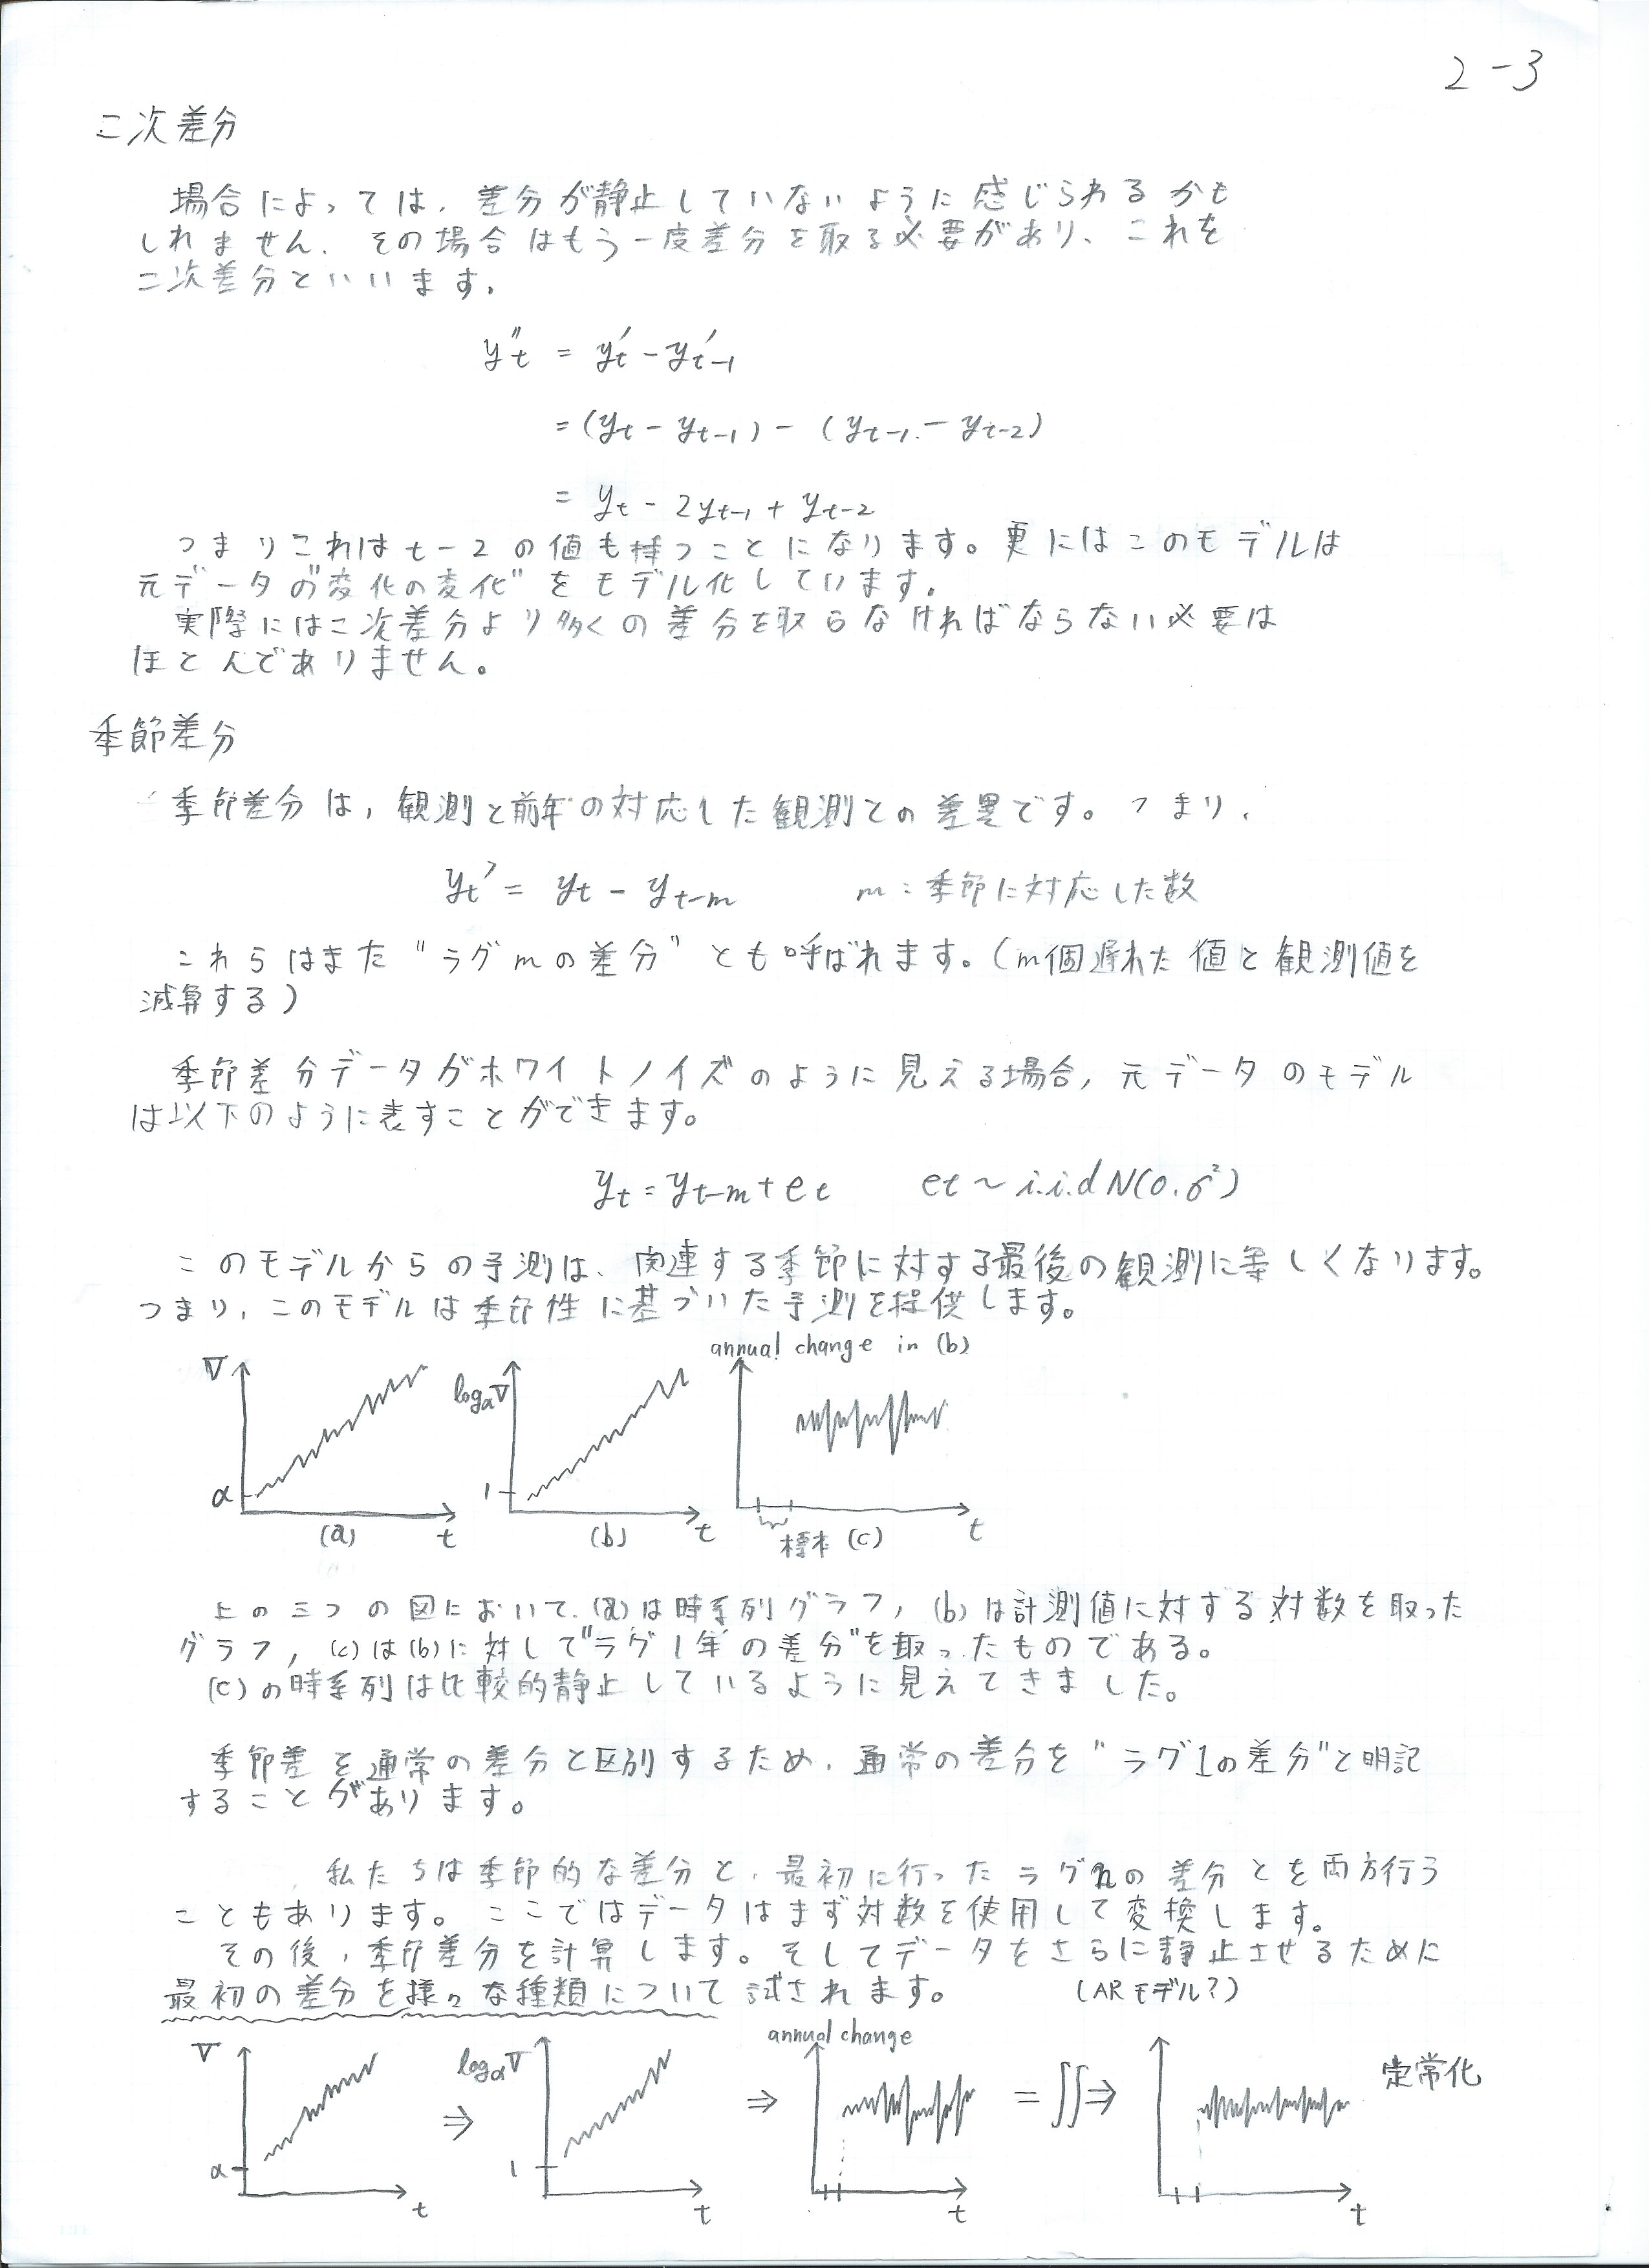 2-3
二次差分
場合によっては、差分が静止していないように感じられるかも
しれません、その場合はもう一度差分を取る必要があり、これを
二次差分といいます。
y''t = y't - y't-1
= (yt - yt-1) - (yt-1 - yt-2)
= yt - 2yt-1 + yt-2
つまりこれは t-2 の値も持つことになります。更にはこのモデルは
元データの"変化の変化"をモデル化しています。
実際には二次差分より多くの差分を取らなければならない必要は
ほとんどありません。
季節差分
季節差分は,観測と前年の対応した観測との差異です。つまり、
yt' = yt - yt-m m:季節に対応した数
これらはまた "ラグmの差分" とも呼ばれます。(m個遅れた値と観測値を
減算する)
季節差分データがホワイトノイズのように見える場合,元データのモデル
は以下のように表すことができます。
yt = yt-m + et et ~ i.i.d N(0.σ²)
このモデルからの予測は、関連する季節に対する最後の観測に等しくなります。
つまり、このモデルは季節性に基づいた予測を提供します。
annual change in (b)
V logαV
α 1
(a) t (b) t 標本 (c) t
上の三つの図において、(a)は時系列グラフ,(b)は計測値に対する対数を取った
グラフ,(c)は(b)に対して"ラグ1年の差分"を取ったものである。
(c)の時系列は比較的静止しているように見えてきました。
季節差を通常の差分と区別するため、通常の差分を"ラグ1の差分"と明記
することがあります。
私たちは季節的な差分と、最初に行ったラグnの差分とを両方行う
こともあります。ここではデータはまず対数を使用して変換します。
その後,季節差分を計算します。そしてデータをさらに静止させるために
最初の差分を様々な種類について試されます。 (ARモデル?)
annual change
V logαV 定常化
⇒ ⇒ = ∬⇒
α 1
t t t t